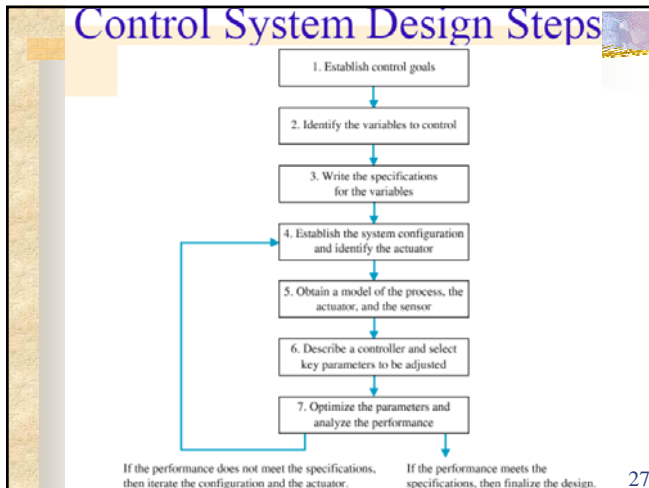 Control System Design Steps
1. Establish control goals
2. Identify the variables to control
3. Write the specifications
for the variables
4. Establish the system configuration
and identify the actuator
5. Obtain a model of the process, the
actuator, and the sensor
6. Describe a controller and select
key parameters to be adjusted
7. Optimize the parameters and
analyze the performance
If the performance does not meet the specifications,
then iterate the configuration and the actuator.
If the performance meets the
specifications, then finalize the design.
27